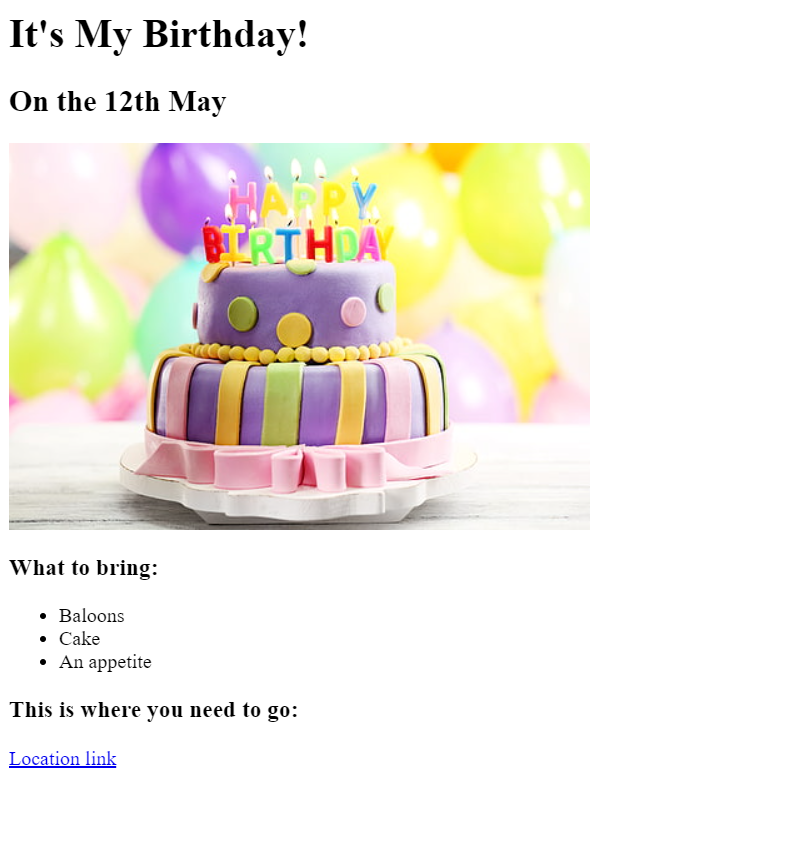 It's My Birthday!
On the 12th May
HAPPY
BIRTHDAY
What to bring:
Baloons
Cake
An appetite
This is where you need to go:
Location link